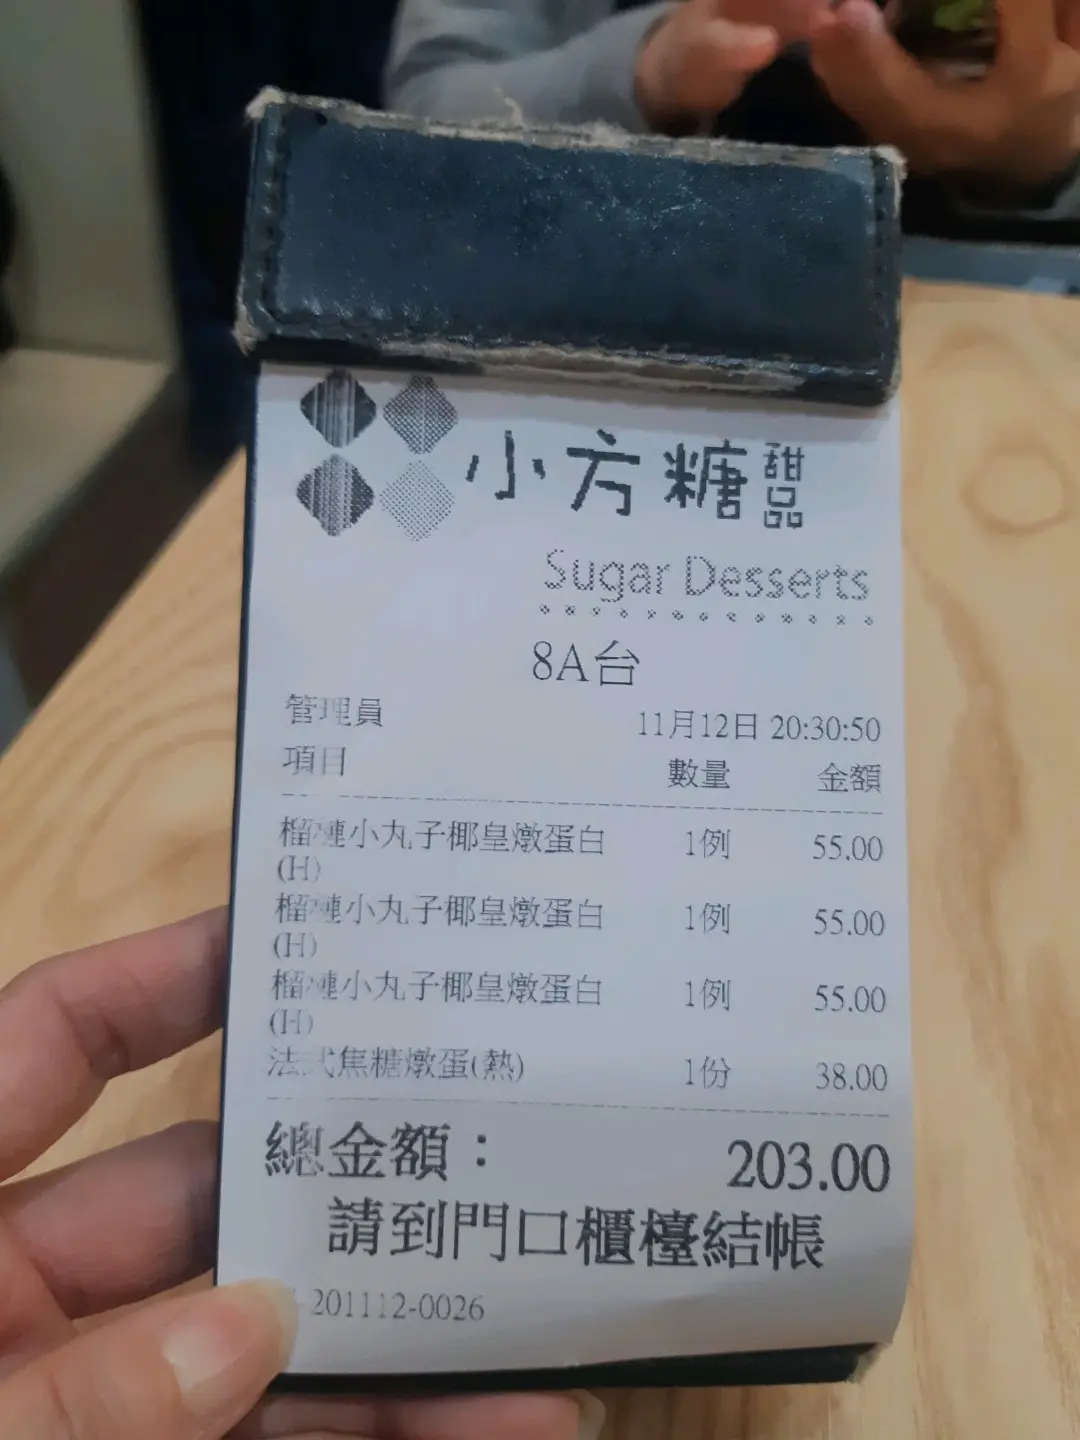 小方糖甜品
Sugar Desserts
8A台
管理員 11月12日 20:30:50
項目 數量 金額
榴槤小丸子椰皇燉蛋白 1例 55.00
(H)
榴槤小丸子椰皇燉蛋白 1例 55.00
(H)
榴槤小丸子椰皇燉蛋白 1例 55.00
(H)
法式焦糖燉蛋(熱) 1份 38.00
總金額： 203.00
請到門口櫃檯結帳
201112-0026